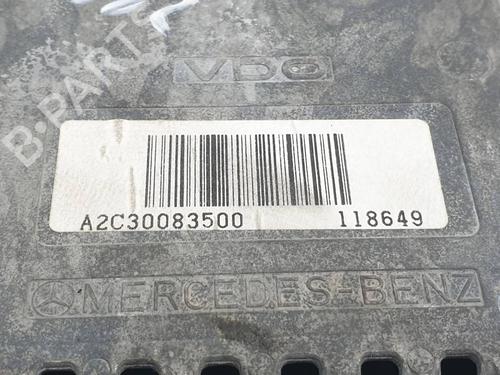 VDO
B-PARTS
A2C30083500 118649
MERCEDES-BENZ